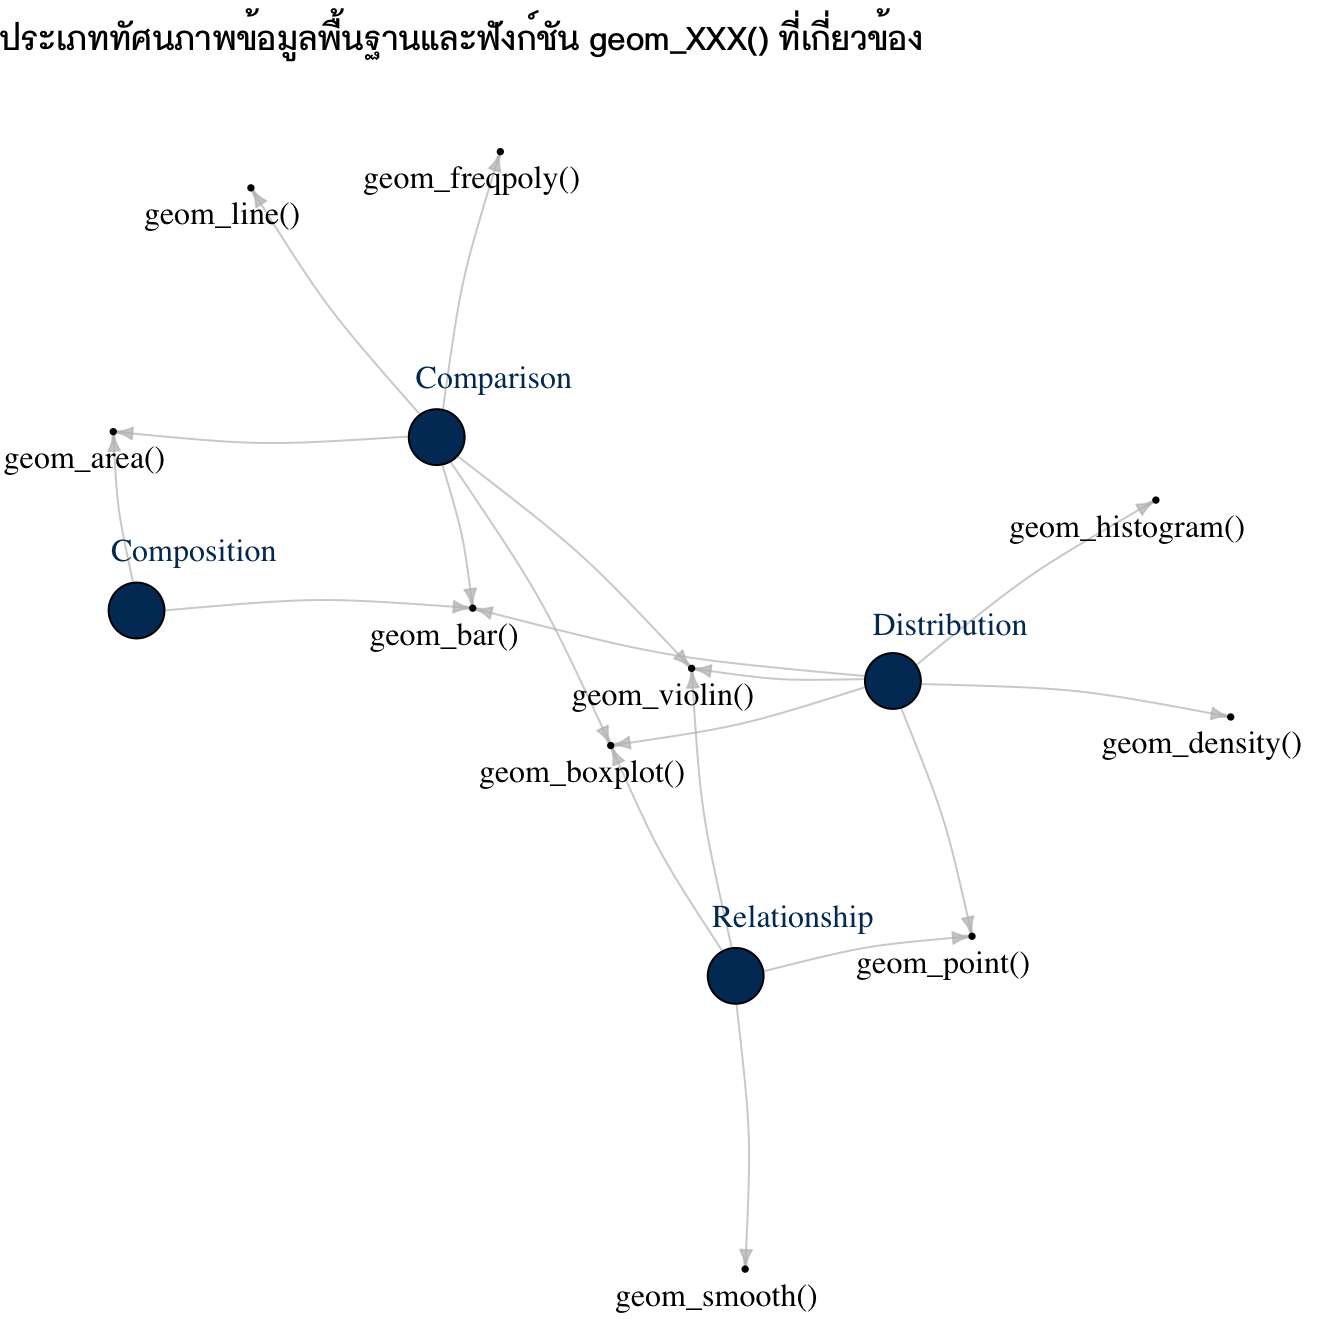 ประเภททัศนภาพข้อมูลพื้นฐานและฟังก์ชัน geom_XXX() ที่เกี่ยวข้อง
geom_freqpoly()
geom_line()
Comparison
geom_area()
geom_histogram()
Composition
Distribution
geom_bar()
geom_violin()
geom_density()
geom_boxplot()
Relationship
geom_point()
geom_smooth()